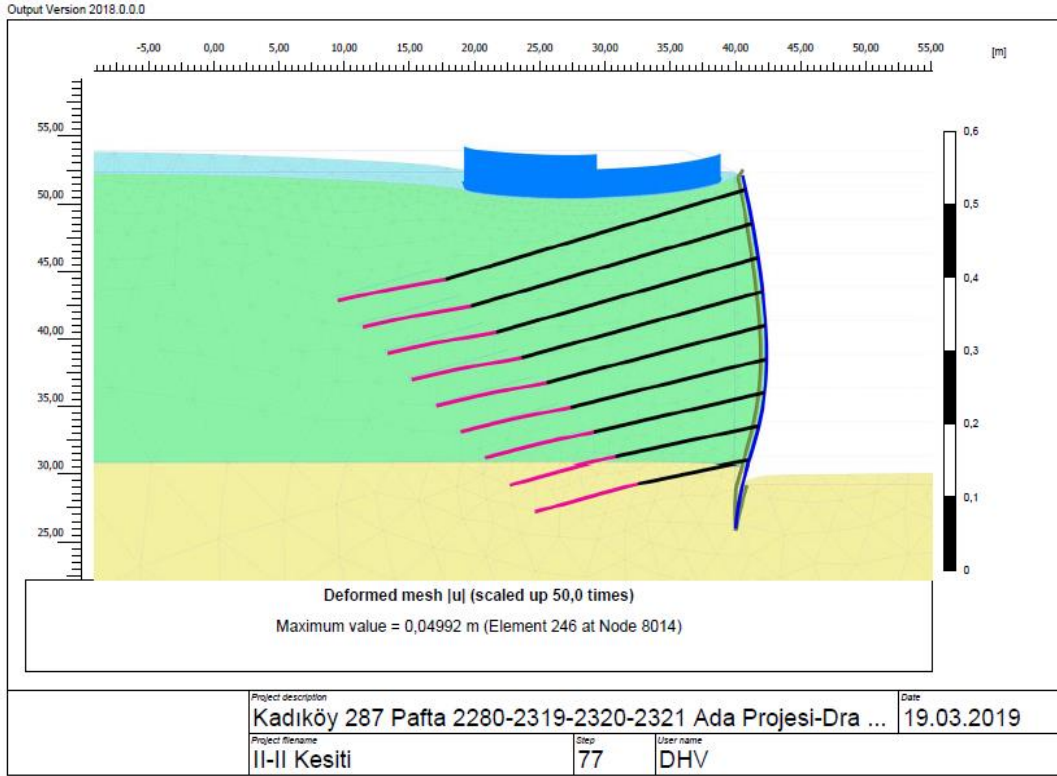 Output Version 2018.0.0.0
-5,00 0,00 5,00 10,00 15,00 20,00 25,00 30,00 35,00 40,00 45,00 50,00 55,00 [m]
55,00
50,00
45,00
40,00
35,00
30,00
25,00
0,6
0,5
0,4
0,3
0,2
0,1
0
Deformed mesh |u| (scaled up 50,0 times)
Maximum value = 0,04992 m (Element 246 at Node 8014)
Project description
Kadıköy 287 Pafta 2280-2319-2320-2321 Ada Projesi-Dra ...
Date
19.03.2019
Project filename
II-II Kesiti
Step
77
User name
DHV